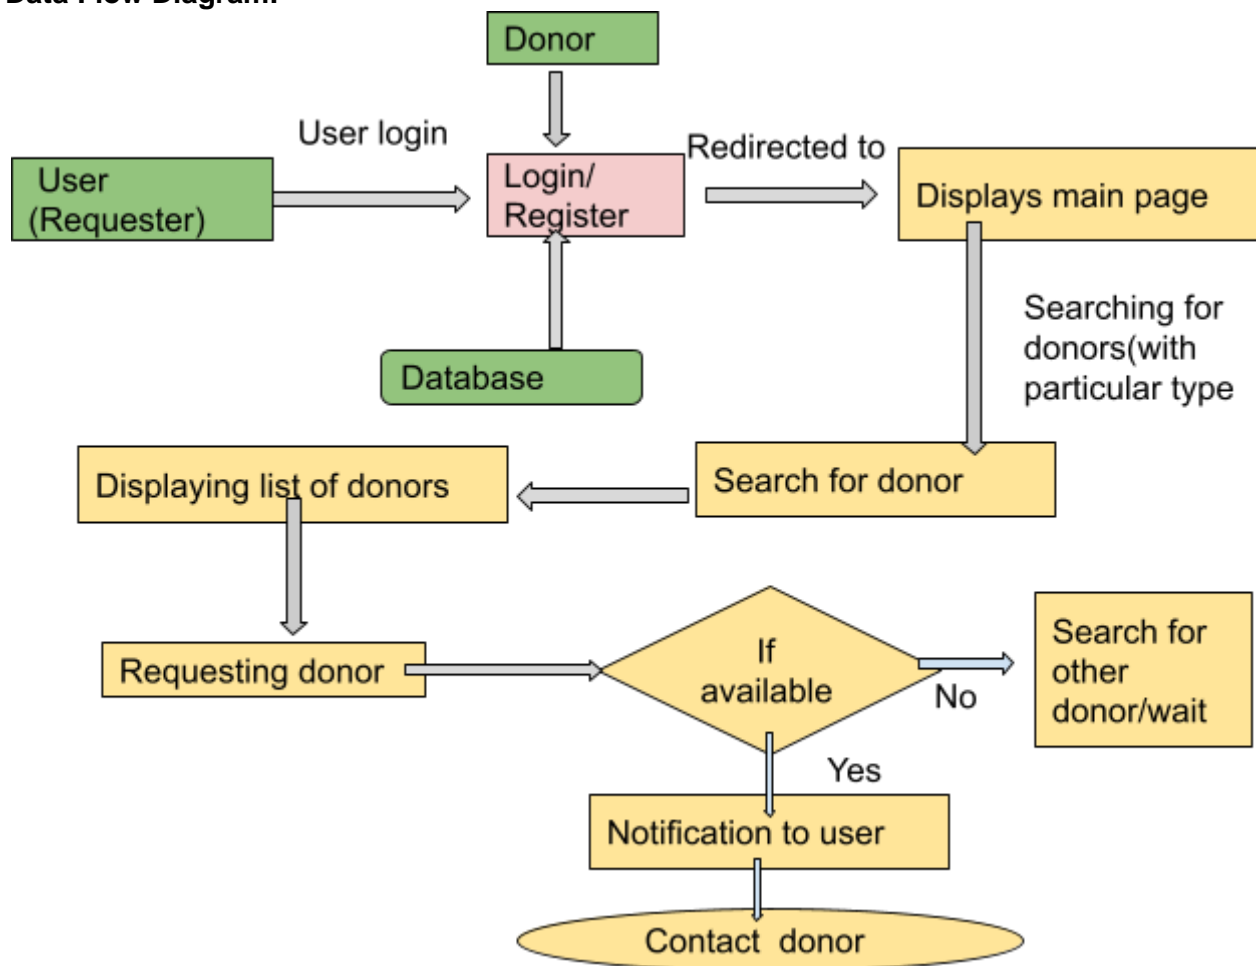 Data Flow Diagram:
Donor
User login
Redirected to
User
(Requester)
Login/
Register
Displays main page
Searching for
donors(with
particular type
Database
Search for donor
Displaying list of donors
Requesting donor
If
available
No
Search for
other
donor/wait
Yes
Notification to user
Contact donor